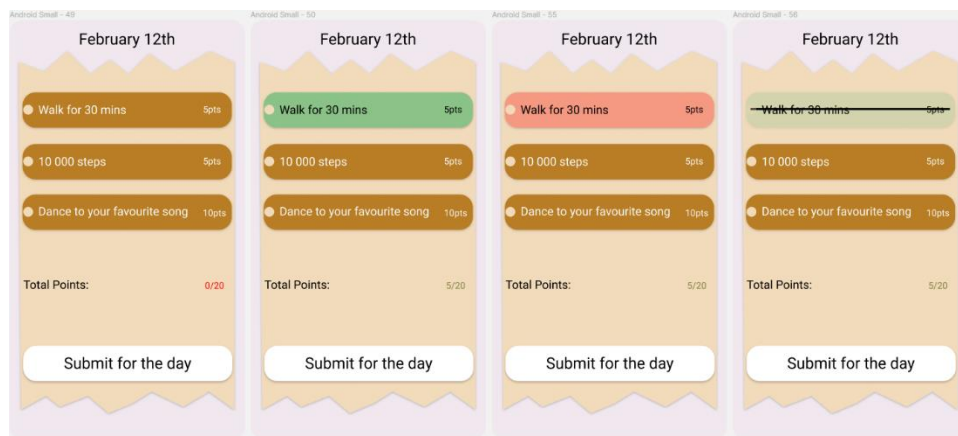 Android Small - 49
February 12th
Walk for 30 mins 5pts
10 000 steps 5pts
Dance to your favourite song 10pts
Total Points: 0/20
Submit for the day
Android Small - 50
February 12th
Walk for 30 mins 5pts
10 000 steps 5pts
Dance to your favourite song 10pts
Total Points: 5/20
Submit for the day
Android Small - 55
February 12th
Walk for 30 mins 5pts
10 000 steps 5pts
Dance to your favourite song 10pts
Total Points: 5/20
Submit for the day
Android Small - 56
February 12th
Walk for 30 mins 5pts
10 000 steps 5pts
Dance to your favourite song 10pts
Total Points: 5/20
Submit for the day